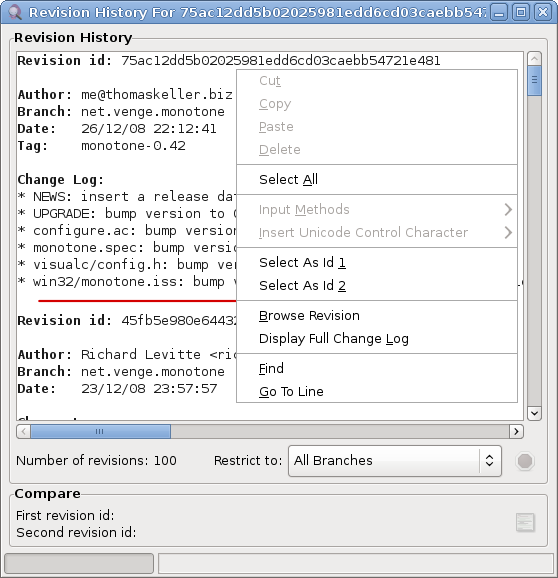 Revision History For 75ac12dd5b02025981edd6cd03caebb547
Revision History
Revision id: 75ac12dd5b02025981edd6cd03caebb54721e481
Author: me@thomaskeller.biz
Branch: net.venge.monotone
Date: 26/12/08 22:12:41
Tag: monotone-0.42
Change Log:
* NEWS: insert a release dat
* UPGRADE: bump version to
* configure.ac: bump version
* monotone.spec: bump versio
* visualc/config.h: bump ve
* win32/monotone.iss: bump v
Revision id: 45fb5e980e64432
Author: Richard Levitte <ric
Branch: net.venge.monotone
Date: 23/12/08 23:57:57
Cut
Copy
Paste
Delete
Select All
Input Methods
Insert Unicode Control Character
Select As Id 1
Select As Id 2
Browse Revision
Display Full Change Log
Find
Go To Line
Number of revisions: 100 Restrict to: All Branches
Compare
First revision id:
Second revision id: